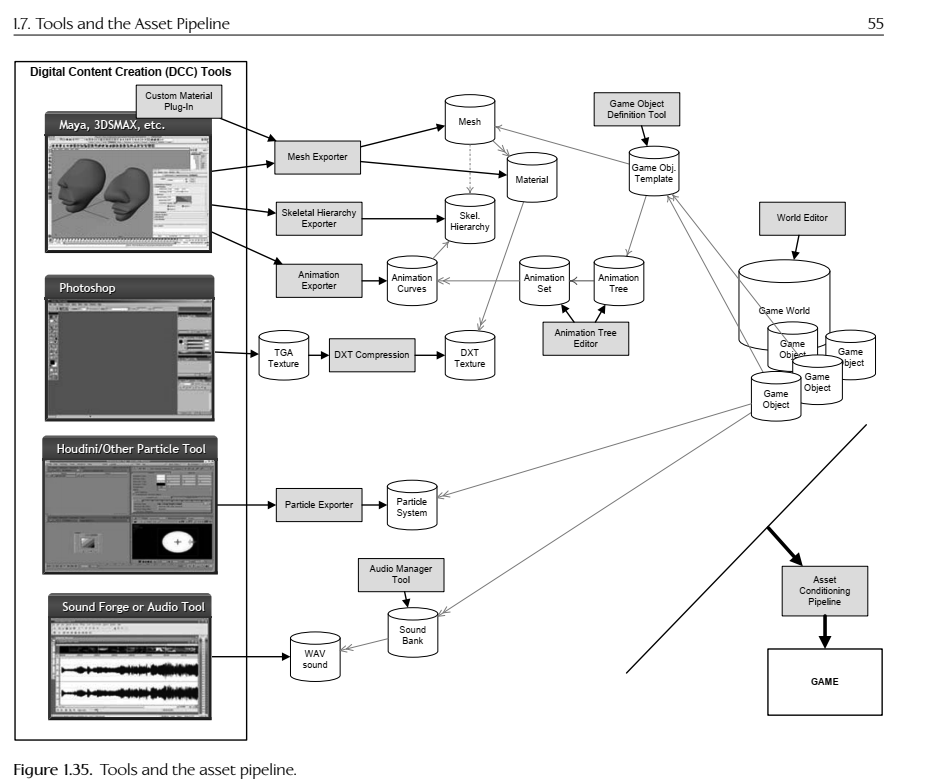 1.7. Tools and the Asset Pipeline
55
Digital Content Creation (DCC) Tools
Custom Material
Plug-In
Maya, 3DSMAX, etc.
Mesh Exporter
Mesh
Material
Game Object
Definition Tool
Game Obj.
Template
Skeletal Hierarchy
Exporter
Skel.
Hierarchy
World Editor
Animation
Exporter
Animation
Curves
Animation
Set
Animation
Tree
Game World
Photoshop
Animation Tree
Editor
TGA
Texture
DXT Compression
DXT
Texture
Game
Object
Game
bject
Game
Object
Game
Object
Houdini/Other Particle Tool
Particle Exporter
Particle
System
Audio Manager
Tool
Asset
Conditioning
Pipeline
Sound Forge or Audio Tool
Sound
Bank
WAV
sound
GAME
Figure 1.35. Tools and the asset pipeline.